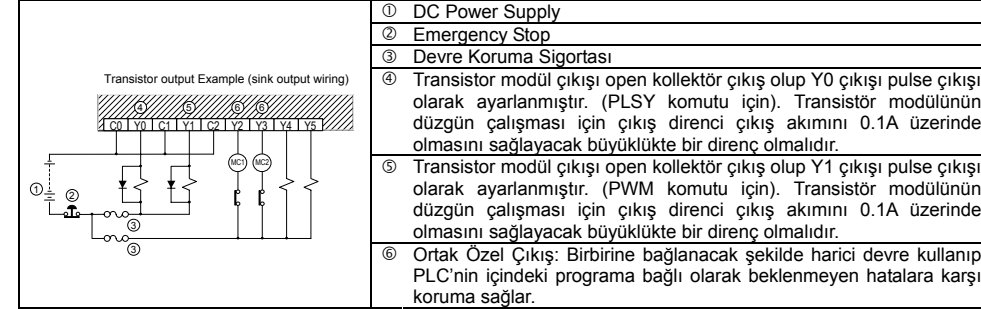 Transistor output Example (sink output wiring)
④ ⑤ ⑥ ⑥
C0 Y0 C1 Y1 C2 Y2 Y3 Y4 Y5
MC1 MC2
①
②
③
③
① DC Power Supply
② Emergency Stop
③ Devre Koruma Sigortası
④ Transistor modül çıkışı open kollektör çıkış olup Y0 çıkışı pulse çıkışı
olarak ayarlanmıştır. (PLSY komutu için). Transistör modülünün
düzgün çalışması için çıkış direnci çıkış akımını 0.1A üzerinde
olmasını sağlayacak büyüklükte bir direnç olmalıdır.
⑤ Transistor modül çıkışı open kollektör çıkış olup Y1 çıkışı pulse çıkışı
olarak ayarlanmıştır. (PWM komutu için). Transistör modülünün
düzgün çalışması için çıkış direnci çıkış akımını 0.1A üzerinde
olmasını sağlayacak büyüklükte bir direnç olmalıdır.
⑥ Ortak Özel Çıkış: Birbirine bağlanacak şekilde harici devre kullanıp
PLC’nin içindeki programa bağlı olarak beklenmeyen hatalara karşı
koruma sağlar.